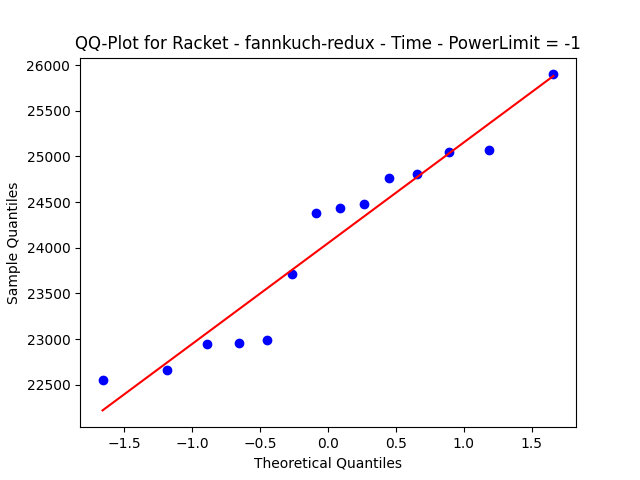 QQ-Plot for Racket - fannkuch-redux - Time - PowerLimit = -1
26000
25500
25000
24500
24000
23500
23000
22500
Sample Quantiles
−1.5 −1.0 −0.5 0.0 0.5 1.0 1.5
Theoretical Quantiles